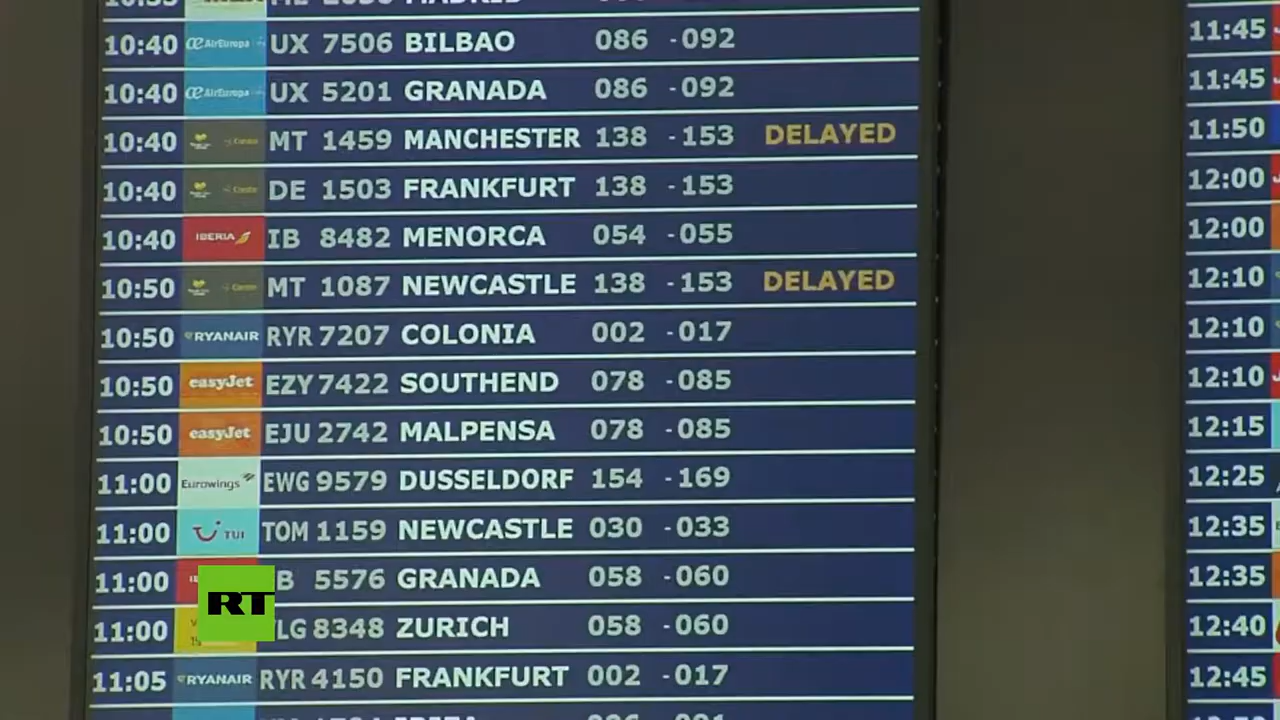 MADRID
10:40 AirEuropa UX 7506 BILBAO 086 -092
10:40 AirEuropa UX 5201 GRANADA 086 -092
10:40 Condor MT 1459 MANCHESTER 138 -153 DELAYED
10:40 Condor DE 1503 FRANKFURT 138 -153
10:40 IBERIA IB 8482 MENORCA 054 -055
10:50 Condor MT 1087 NEWCASTLE 138 -153 DELAYED
10:50 RYANAIR RYR 7207 COLONIA 002 -017
10:50 easyJet EZY 7422 SOUTHEND 078 -085
10:50 easyJet EJU 2742 MALPENSA 078 -085
11:00 Eurowings EWG 9579 DUSSELDORF 154 -169
11:00 TUI TOM 1159 NEWCASTLE 030 -033
11:00 B 5576 GRANADA 058 -060
11:00 LG 8348 ZURICH 058 -060
11:05 RYANAIR RYR 4150 FRANKFURT 002 -017
RT
11:45
11:45
11:50
12:00
12:00
12:10
12:10
12:10
12:15
12:25
12:35
12:35
12:40
12:45